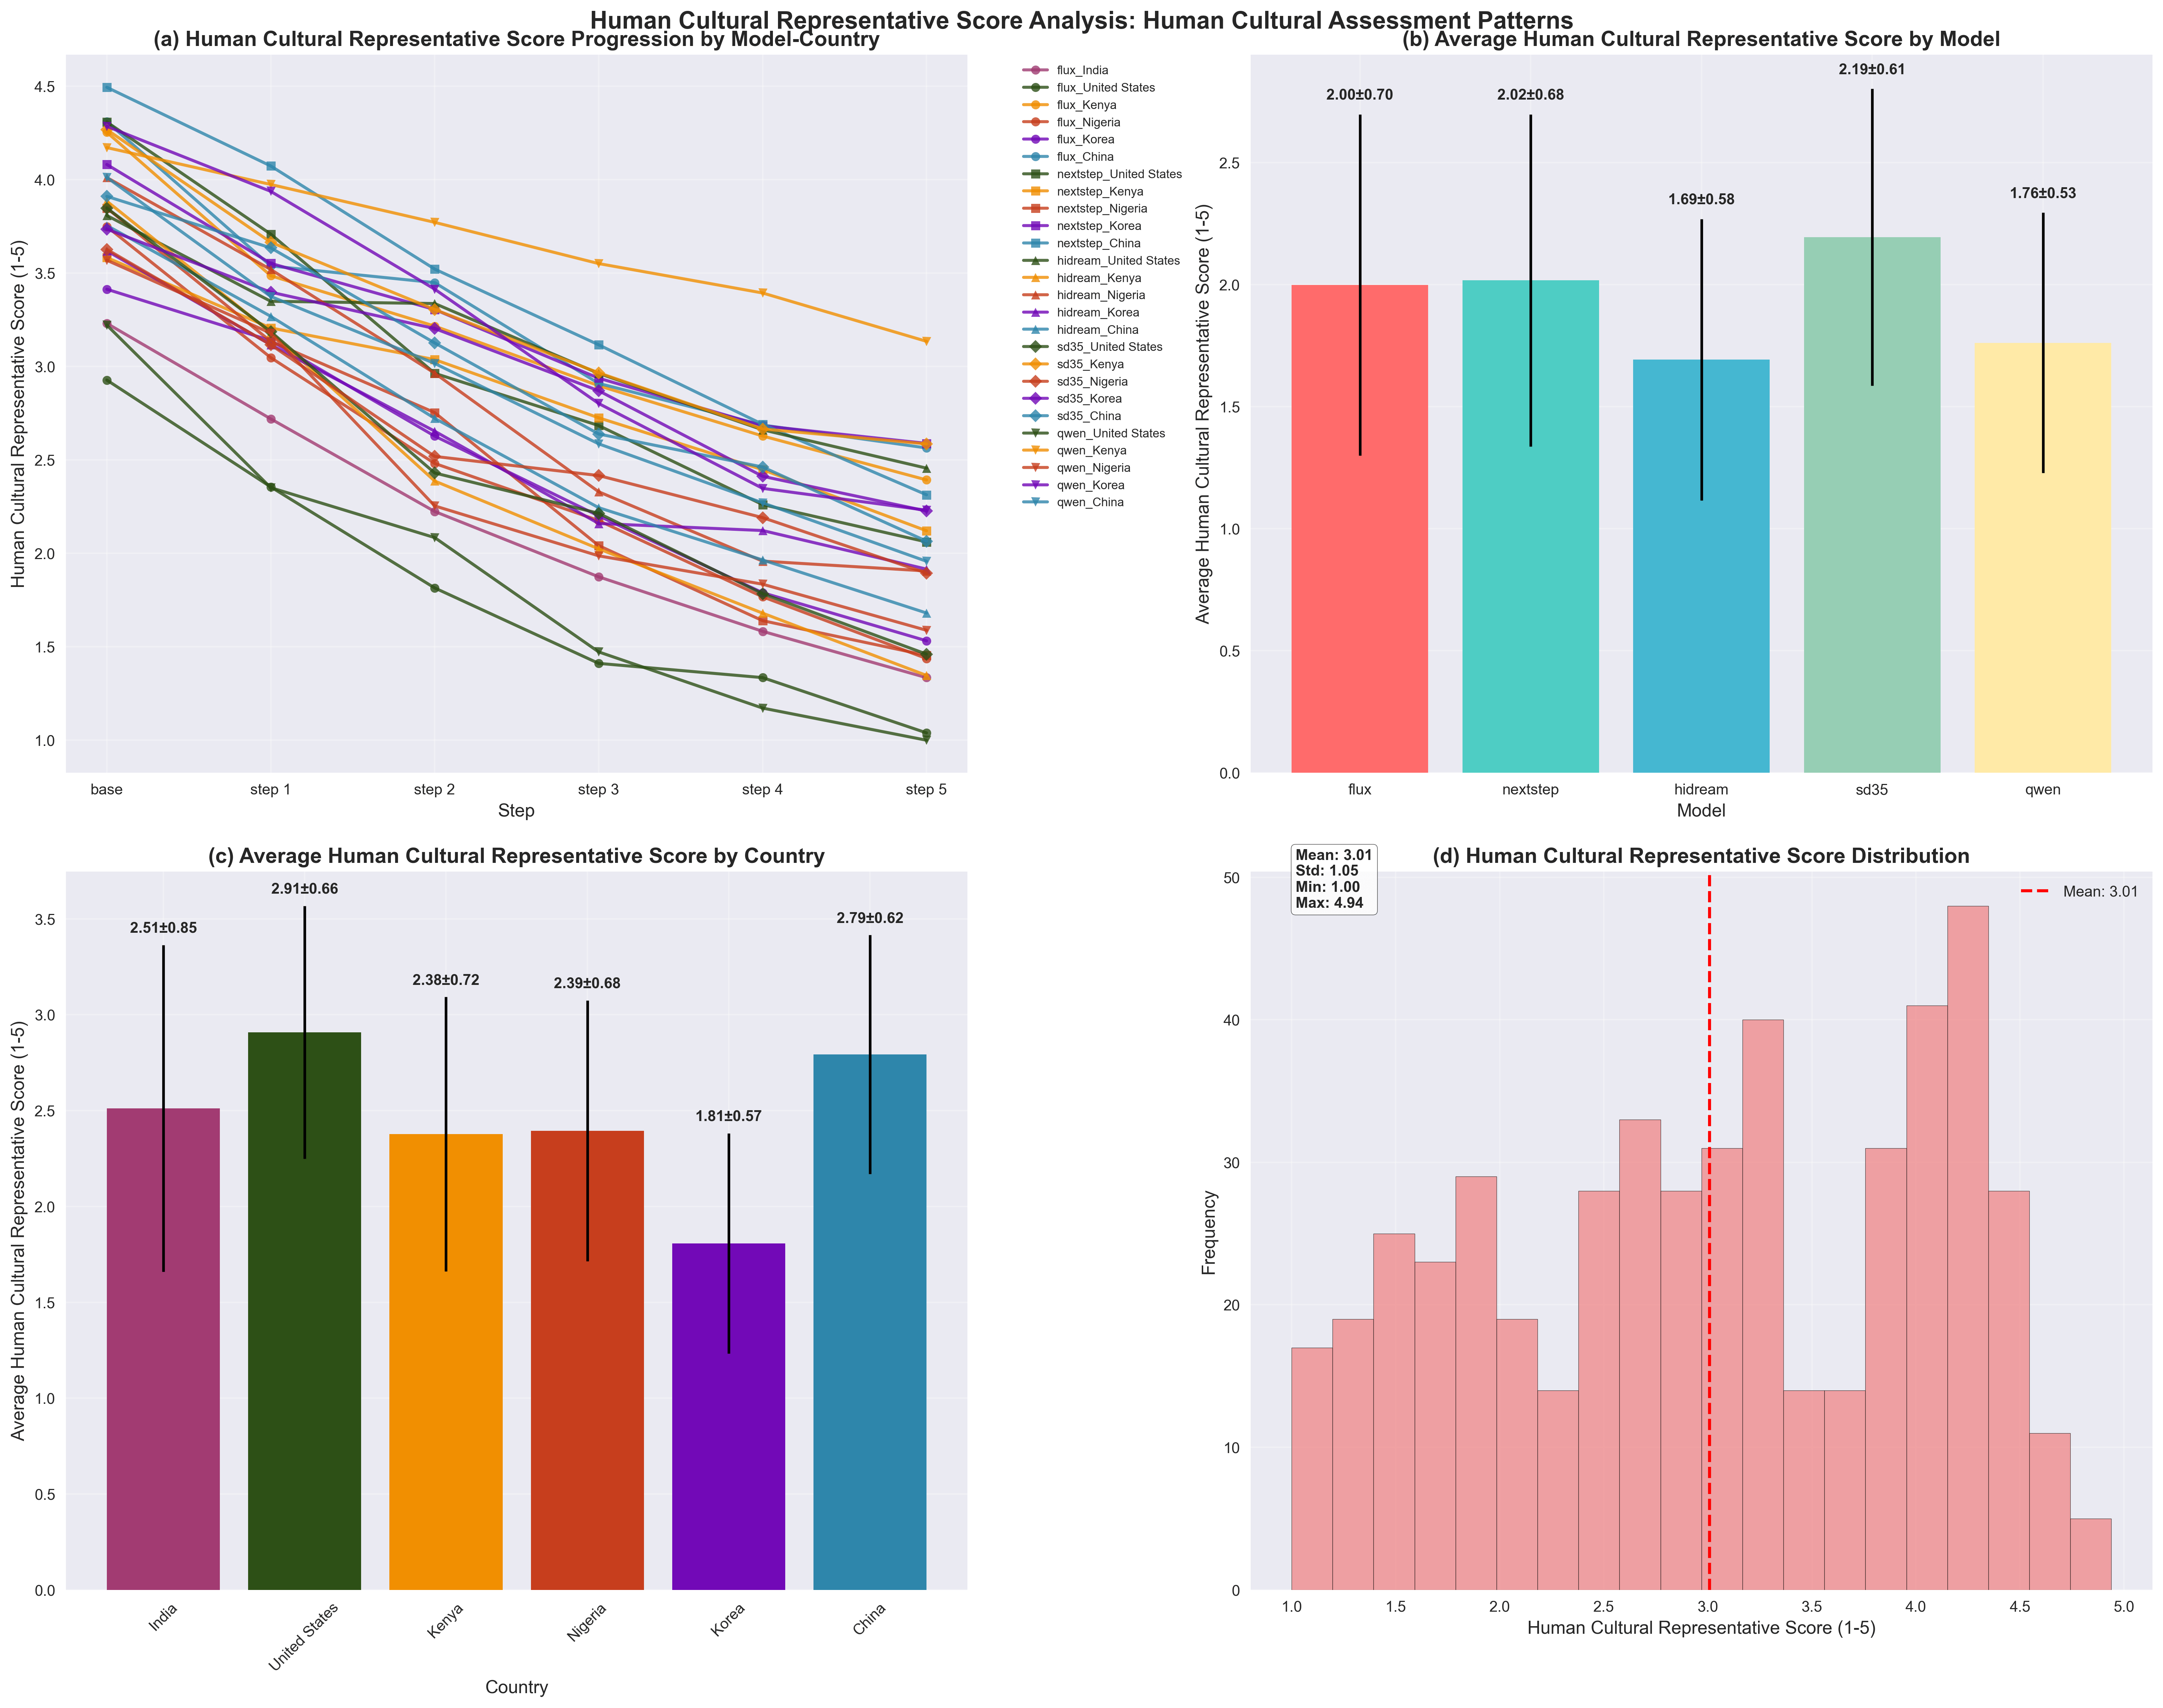 Human Cultural Representative Score Analysis: Human Cultural Assessment Patterns
(a) Human Cultural Representative Score Progression by Model-Country
Human Cultural Representative Score (1-5)
4.5
4.0
3.5
3.0
2.5
2.0
1.5
1.0
base
step 1
step 2
step 3
step 4
step 5
Step
flux_India
flux_United States
flux_Kenya
flux_Nigeria
flux_Korea
flux_China
nextstep_United States
nextstep_Kenya
nextstep_Nigeria
nextstep_Korea
nextstep_China
hidream_United States
hidream_Kenya
hidream_Nigeria
hidream_Korea
hidream_China
sd35_United States
sd35_Kenya
sd35_Nigeria
sd35_Korea
sd35_China
qwen_United States
qwen_Kenya
qwen_Nigeria
qwen_Korea
qwen_China
(b) Average Human Cultural Representative Score by Model
Average Human Cultural Representative Score (1-5)
2.5
2.0
1.5
1.0
0.5
0.0
2.00±0.70
2.02±0.68
1.69±0.58
2.19±0.61
1.76±0.53
flux
nextstep
hidream
sd35
qwen
Model
(c) Average Human Cultural Representative Score by Country
Average Human Cultural Representative Score (1-5)
3.5
3.0
2.5
2.0
1.5
1.0
0.5
0.0
2.51±0.85
2.91±0.66
2.38±0.72
2.39±0.68
1.81±0.57
2.79±0.62
India
United States
Kenya
Nigeria
Korea
China
Country
(d) Human Cultural Representative Score Distribution
Mean: 3.01
Std: 1.05
Min: 1.00
Max: 4.94
Mean: 3.01
Frequency
50
40
30
20
10
0
1.0
1.5
2.0
2.5
3.0
3.5
4.0
4.5
5.0
Human Cultural Representative Score (1-5)